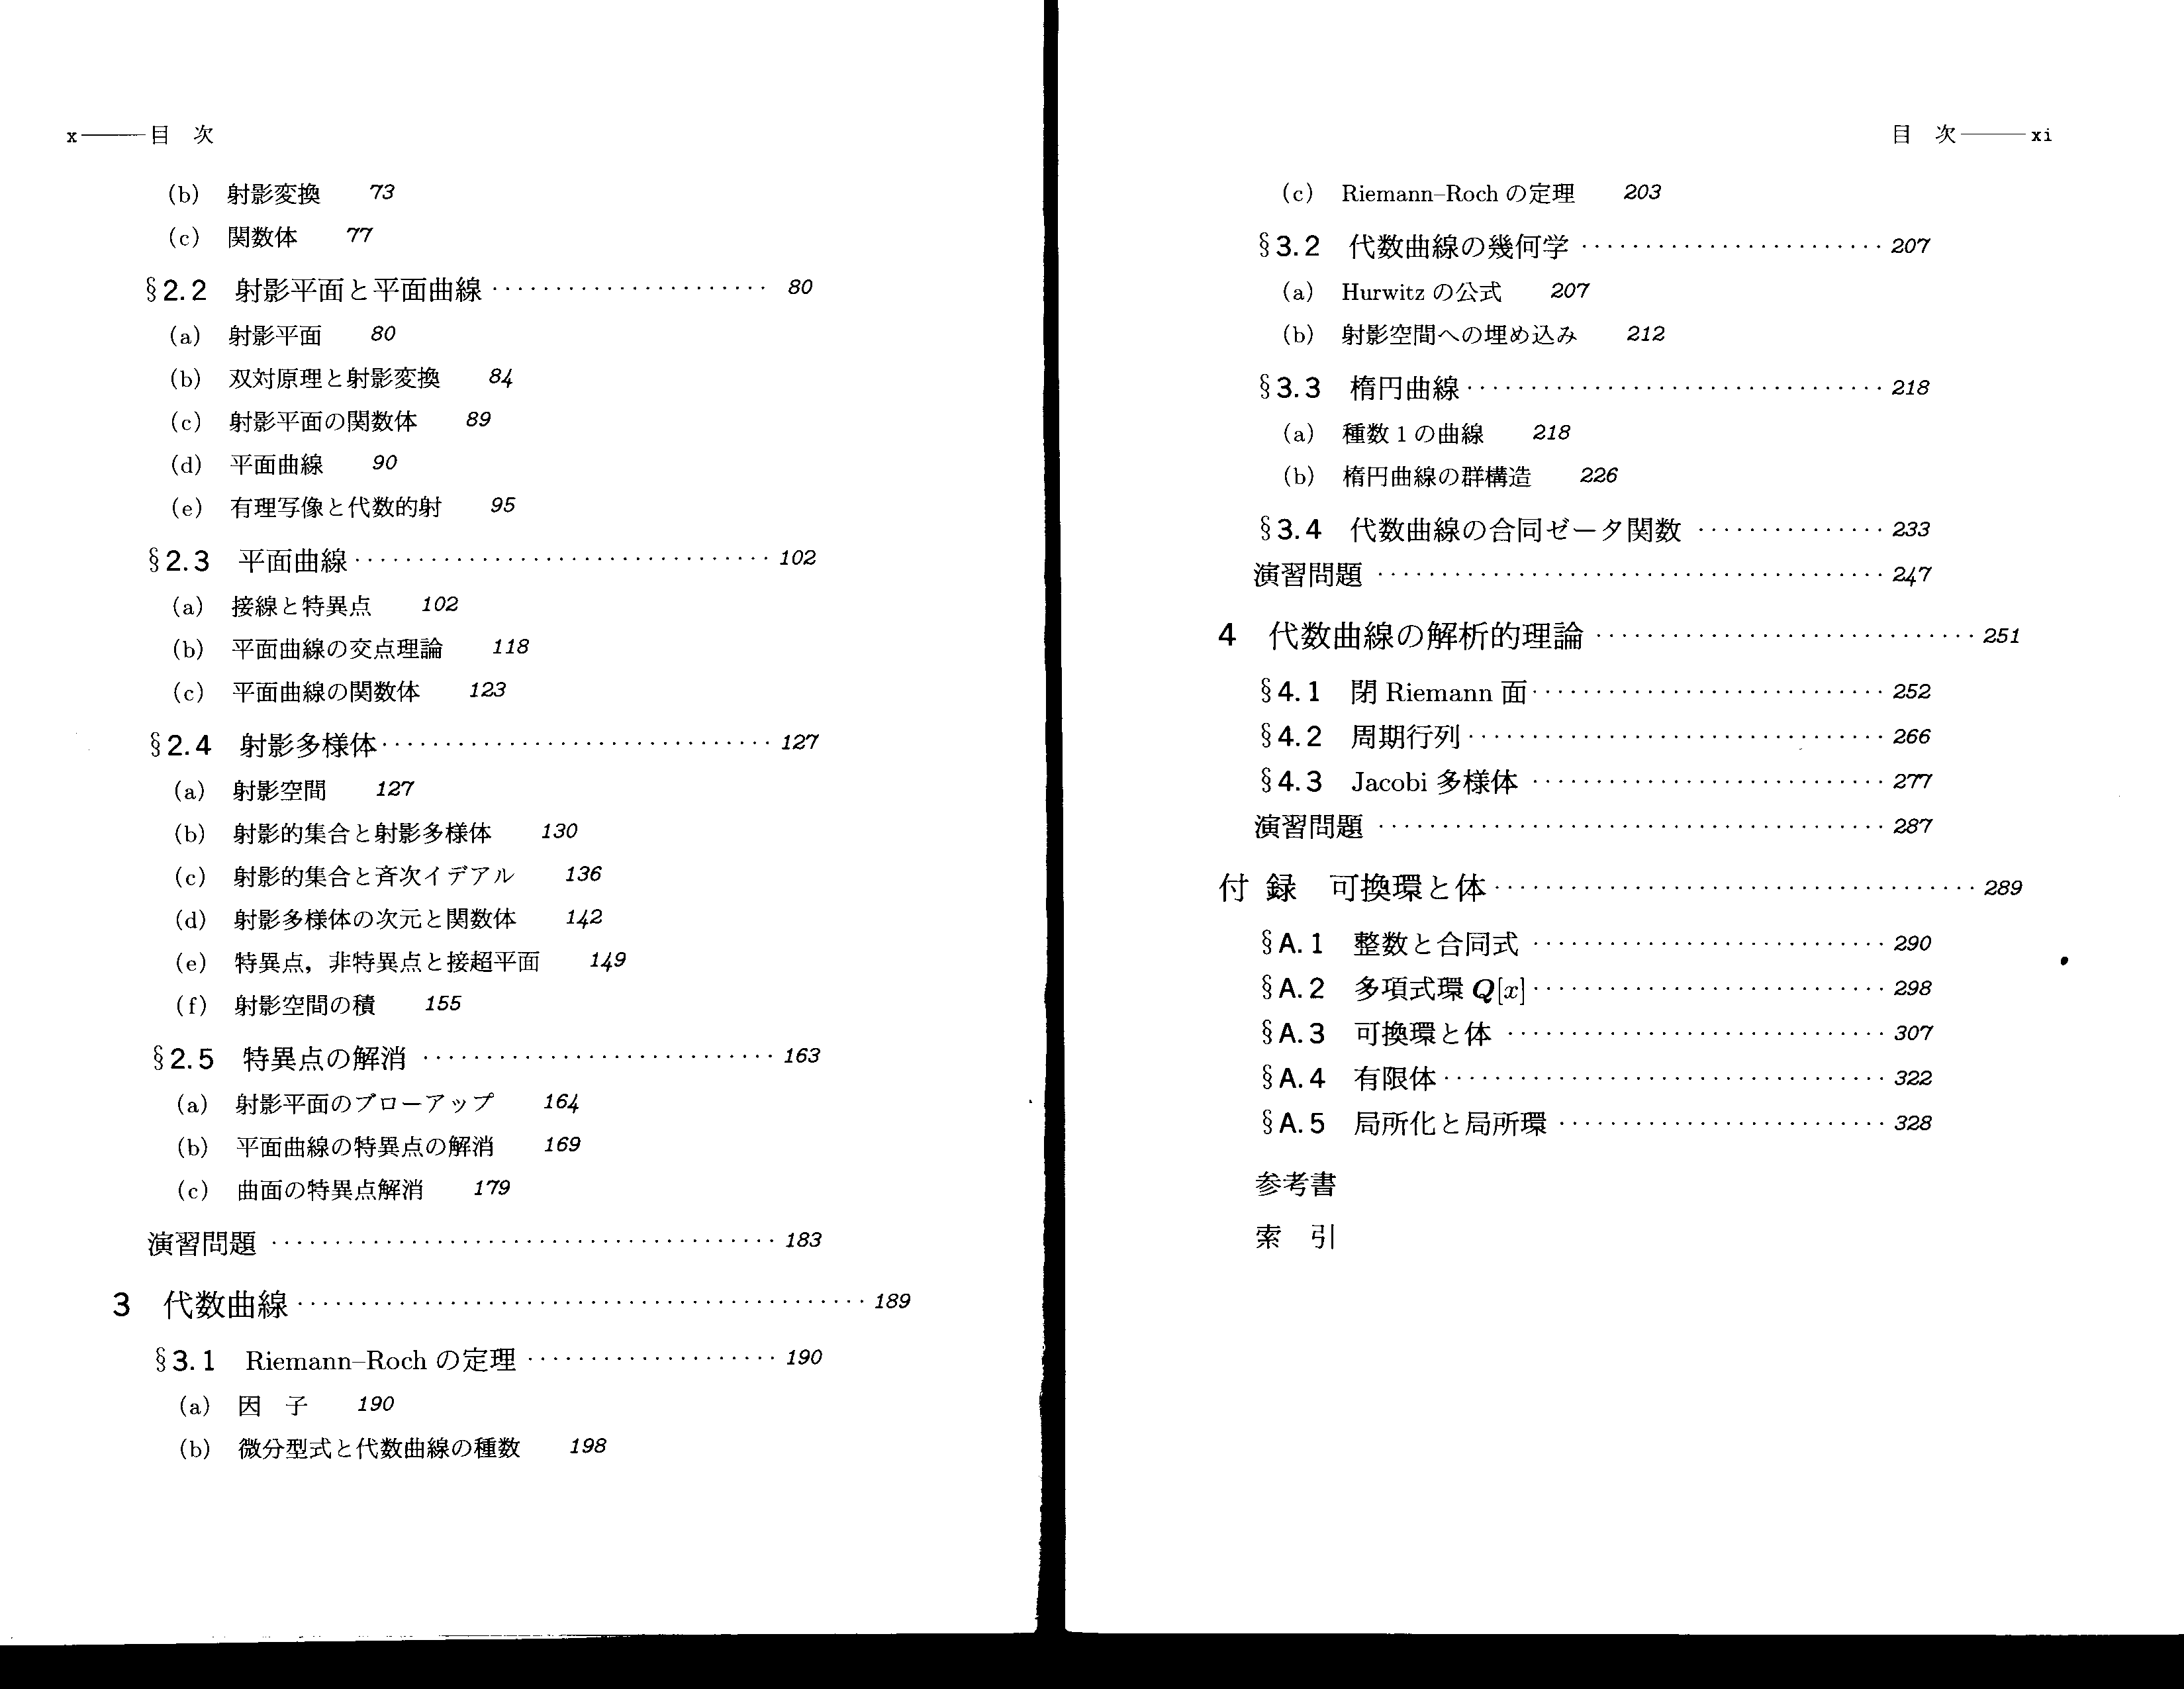 x———目　次
(b)　射影変換　73
(c)　関数体　77
§2.2　射影平面と平面曲線 ······················ 80
(a)　射影平面　80
(b)　双対原理と射影変換　84
(c)　射影平面の関数体　89
(d)　平面曲線　90
(e)　有理写像と代数的射　95
§2.3　平面曲線 ································· 102
(a)　接線と特異点　102
(b)　平面曲線の交点理論　118
(c)　平面曲線の関数体　123
§2.4　射影多様体 ······························· 127
(a)　射影空間　127
(b)　射影的集合と射影多様体　130
(c)　射影的集合と斉次イデアル　136
(d)　射影多様体の次元と関数体　142
(e)　特異点，非特異点と接超平面　149
(f)　射影空間の積　155
§2.5　特異点の解消 ···························· 163
(a)　射影平面のブローアップ　164
(b)　平面曲線の特異点の解消　169
(c)　曲面の特異点解消　179
演習問題 ········································ 183
3　代数曲線 ············································· 189
§3.1　Riemann–Roch の定理 ···················· 190
(a)　因　子　190
(b)　微分型式と代数曲線の種数　198
目　次———xi
(c)　Riemann–Roch の定理　203
§3.2　代数曲線の幾何学 ························ 207
(a)　Hurwitz の公式　207
(b)　射影空間への埋め込み　212
§3.3　楕円曲線 ································· 218
(a)　種数 1 の曲線　218
(b)　楕円曲線の群構造　226
§3.4　代数曲線の合同ゼータ関数 ··············· 233
演習問題 ········································ 247
4　代数曲線の解析的理論 ······························ 251
§4.1　閉 Riemann 面 ···························· 252
§4.2　周期行列 ································· 266
§4.3　Jacobi 多様体 ···························· 277
演習問題 ········································ 287
付　録　可換環と体 ······································ 289
§A.1　整数と合同式 ···························· 290
§A.2　多項式環 Q[x] ···························· 298
§A.3　可換環と体 ······························ 307
§A.4　有限体 ··································· 322
§A.5　局所化と局所環 ·························· 328
参考書
索　引